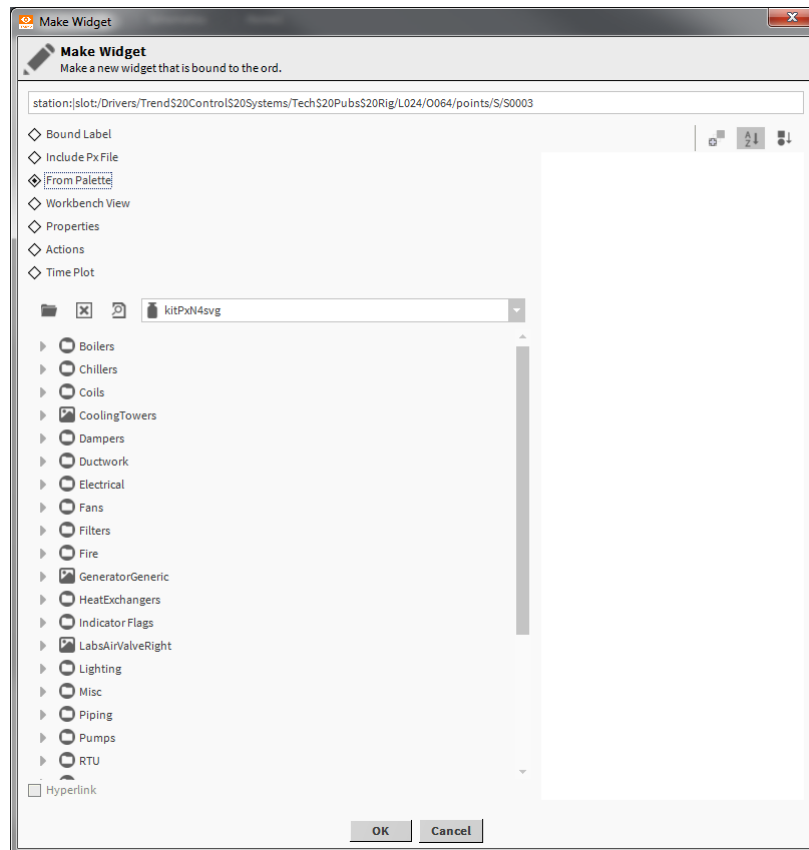 Make Widget
Make Widget
Make a new widget that is bound to the ord.
station:|slot:/Drivers/Trend$20Control$20Systems/Tech$20Pubs$20Rig/L024/O064/points/S/S0003
Bound Label
Include Px File
From Palette
Workbench View
Properties
Actions
Time Plot
kitPxN4svg
Boilers
Chillers
Coils
CoolingTowers
Dampers
Ductwork
Electrical
Fans
Filters
Fire
GeneratorGeneric
HeatExchangers
Indicator Flags
LabsAirValveRight
Lighting
Misc
Piping
Pumps
RTU
Hyperlink
OK Cancel